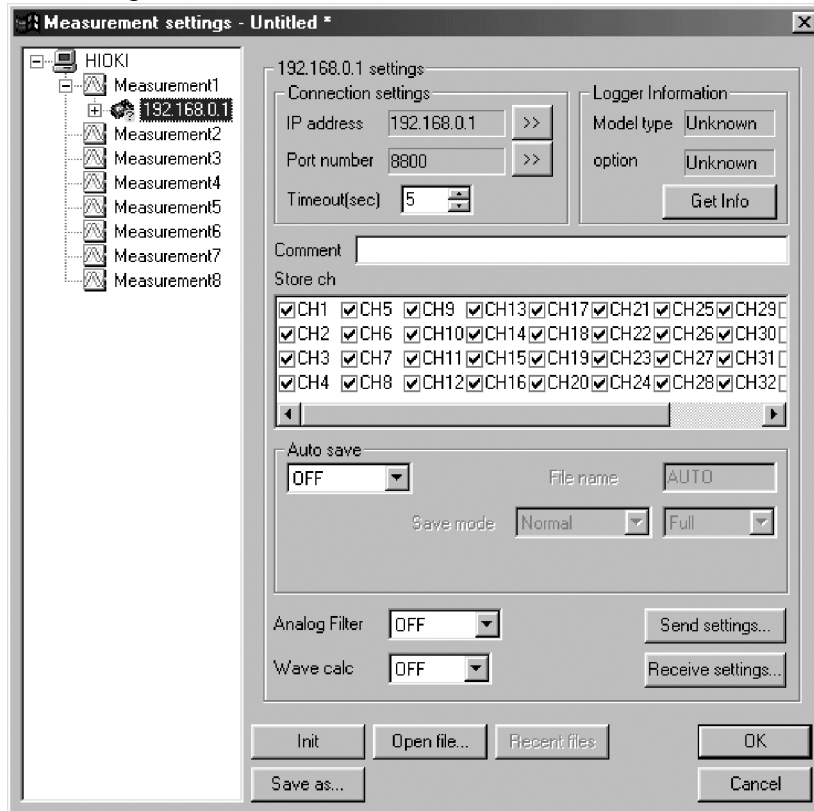 Measurement settings - Untitled *
HIOKI
Measurement1
192.168.0.1
Measurement2
Measurement3
Measurement4
Measurement5
Measurement6
Measurement7
Measurement8
192.168.0.1 settings
Connection settings
IP address 192.168.0.1 >>
Port number 8800 >>
Timeout(sec) 5
Logger Information
Model type Unknown
option Unknown
Get Info
Comment
Store ch
CH1 CH5 CH9 CH13 CH17 CH21 CH25 CH29
CH2 CH6 CH10 CH14 CH18 CH22 CH26 CH30
CH3 CH7 CH11 CH15 CH19 CH23 CH27 CH31
CH4 CH8 CH12 CH16 CH20 CH24 CH28 CH32
Auto save
OFF File name AUTO
Save mode Normal Full
Analog Filter OFF Send settings...
Wave calc OFF Receive settings...
Init Open file... Recent files OK
Save as... Cancel